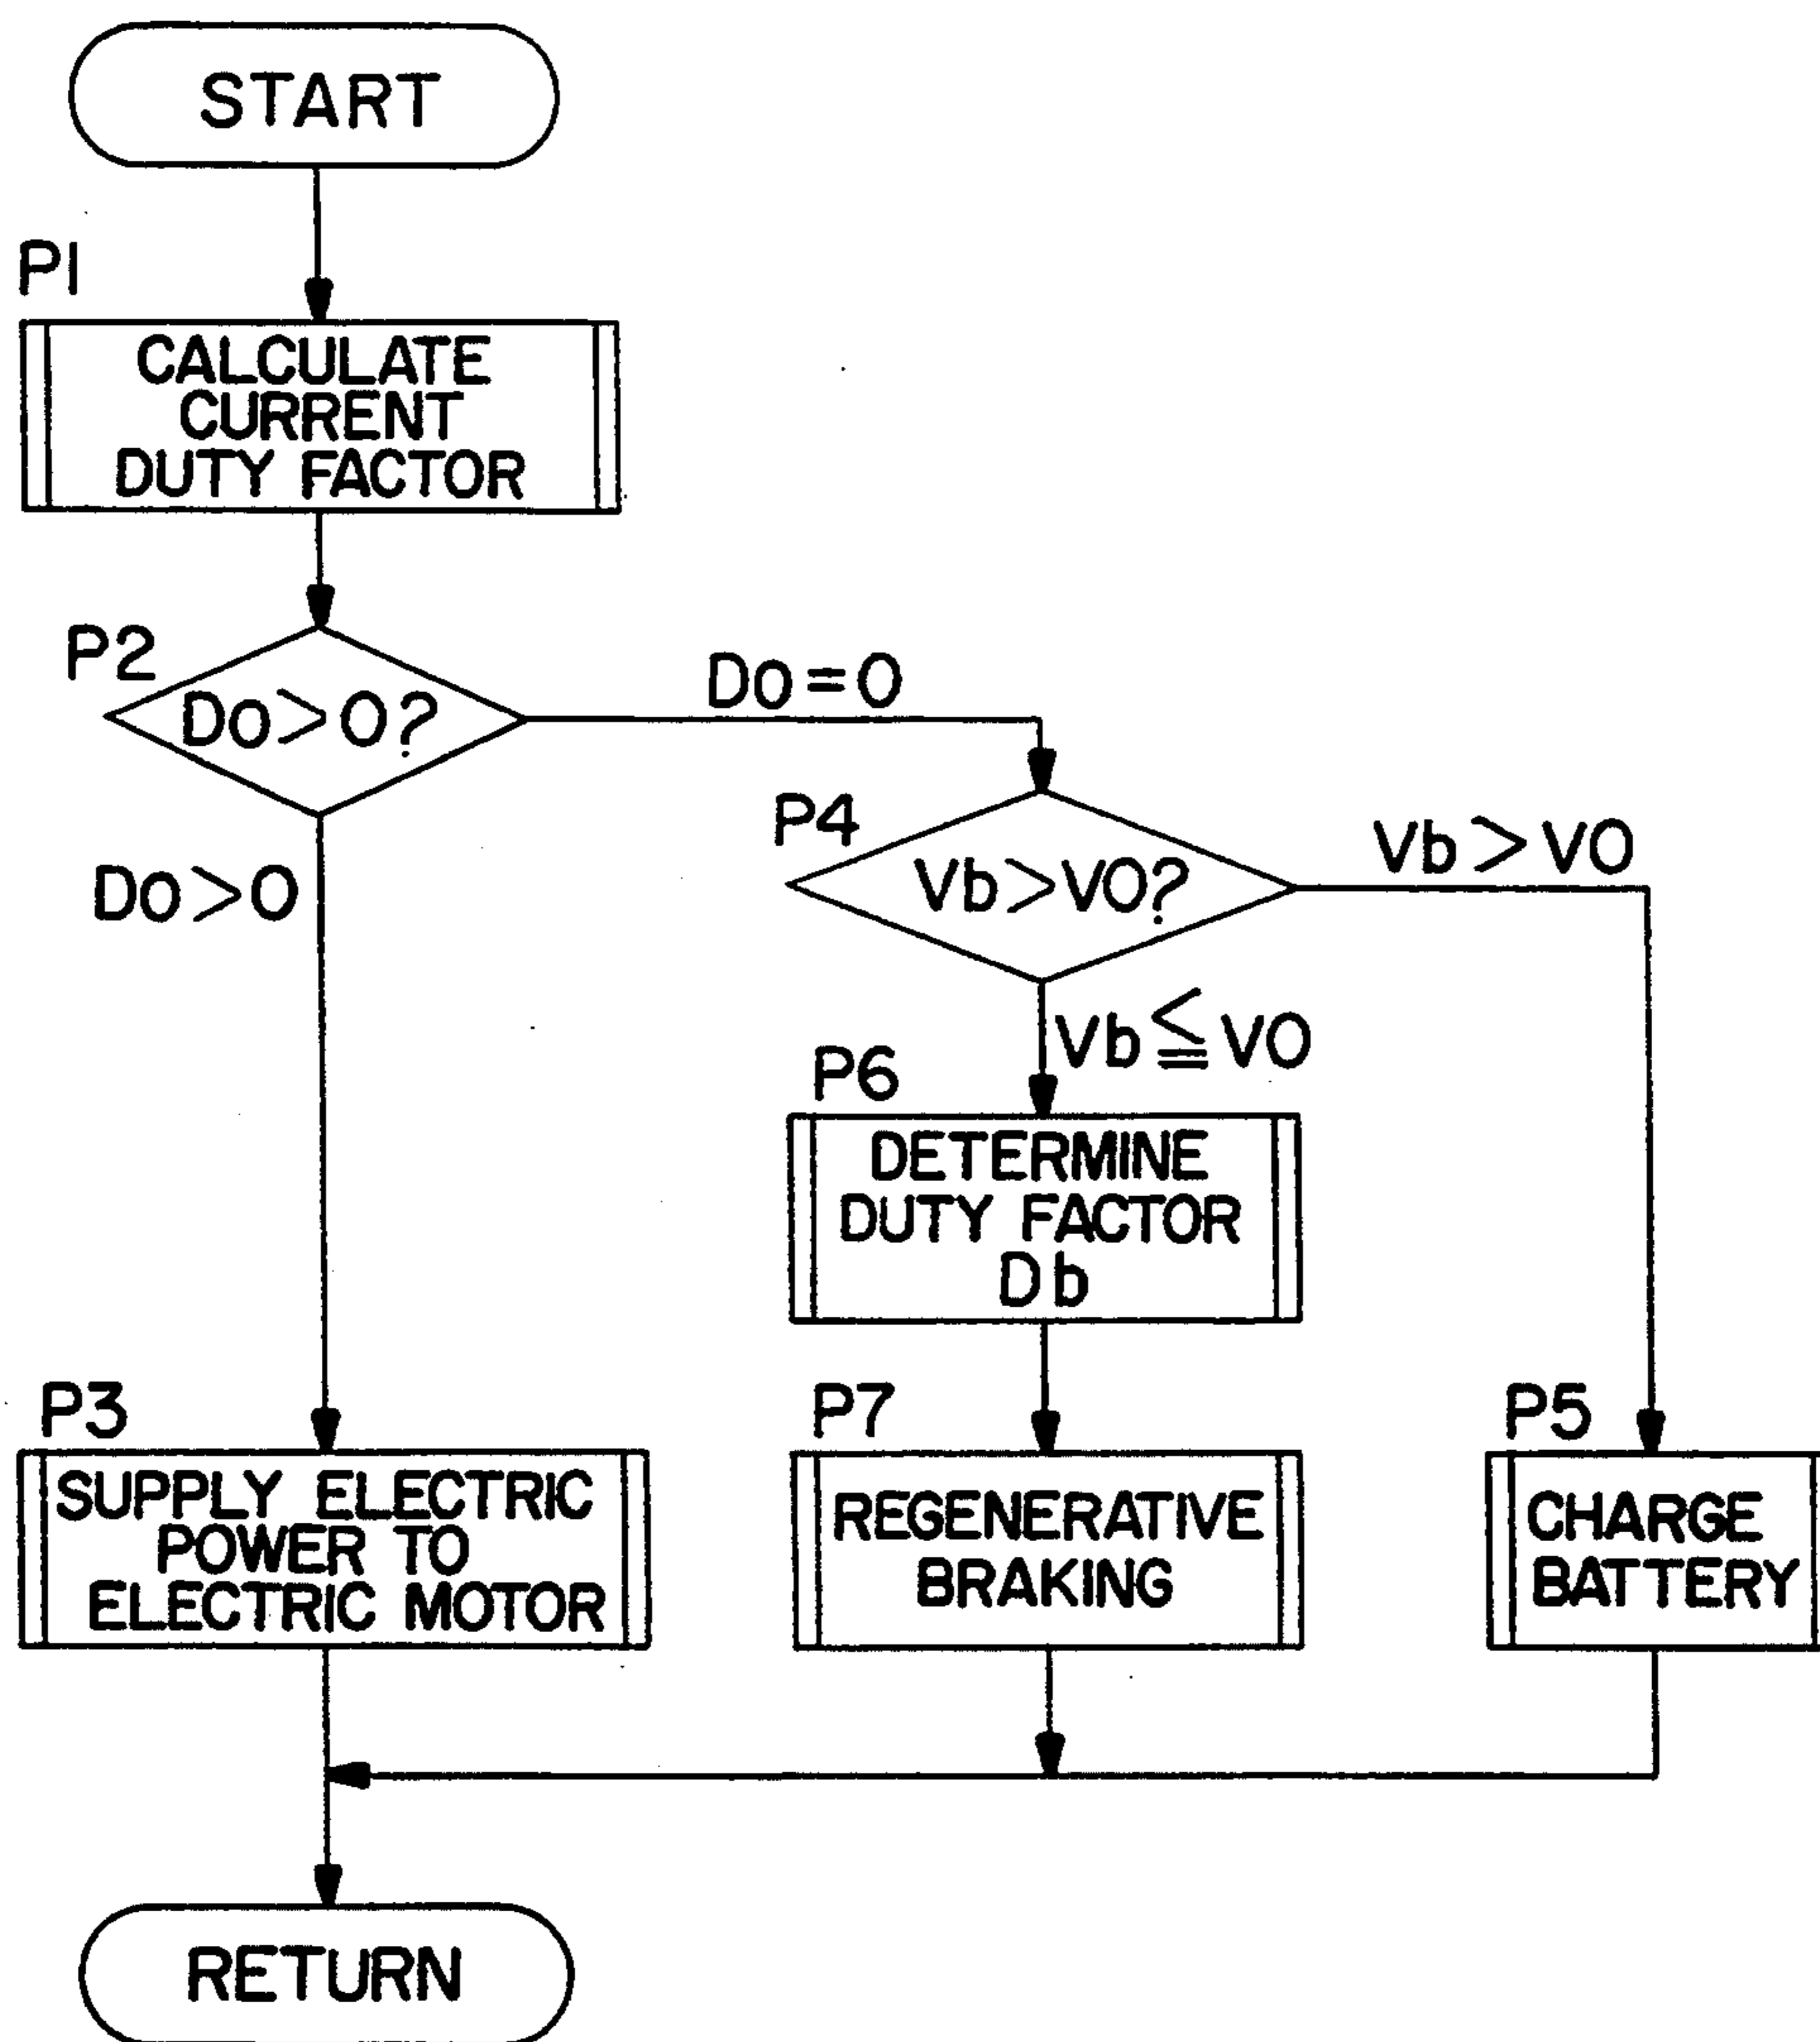 START
P1
CALCULATE
CURRENT
DUTY FACTOR
P2
Do>0?
Do=0
Do>0
P4
Vb>V0?
Vb>V0
Vb≦V0
P6
DETERMINE
DUTY FACTOR
Db
P3
SUPPLY ELECTRIC
POWER TO
ELECTRIC MOTOR
P7
REGENERATIVE
BRAKING
P5
CHARGE
BATTERY
RETURN